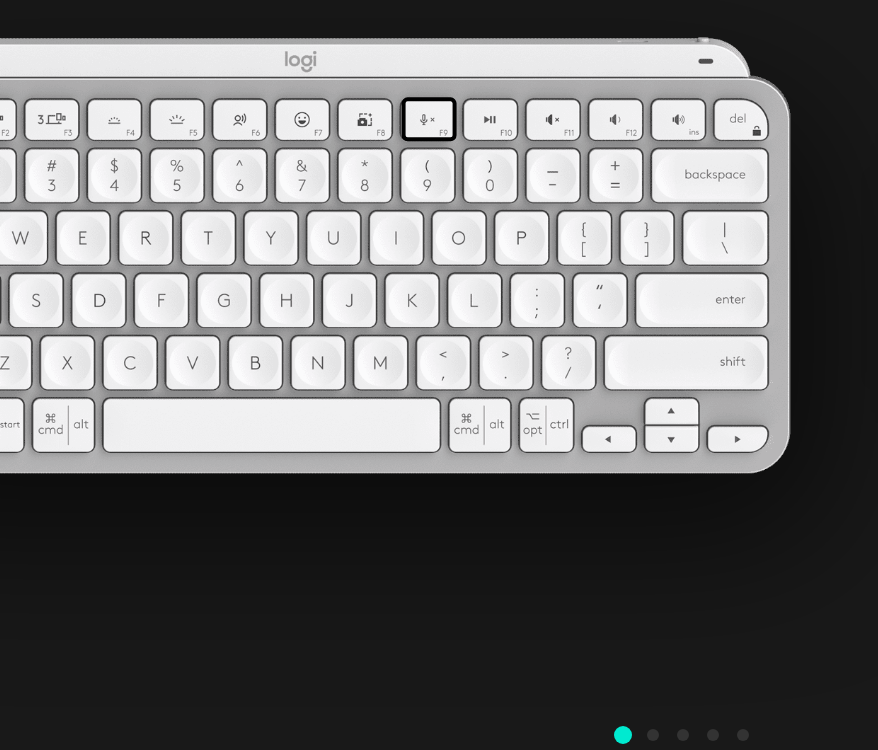 logi
F2 3 F3 F4 F5 F6 F7 F8 F9 F10 F11 F12 ins del
# $ % ^ & * ( ) — +
3 4 5 6 7 8 9 0 - = backspace
W E R T Y U I O P { } |
[ ] \
S D F G H J K L : “
; ‘ enter
Z X C V B N M < > ?
, . / shift
start ⌘ cmd alt ⌘ cmd alt ⌥ opt ctrl